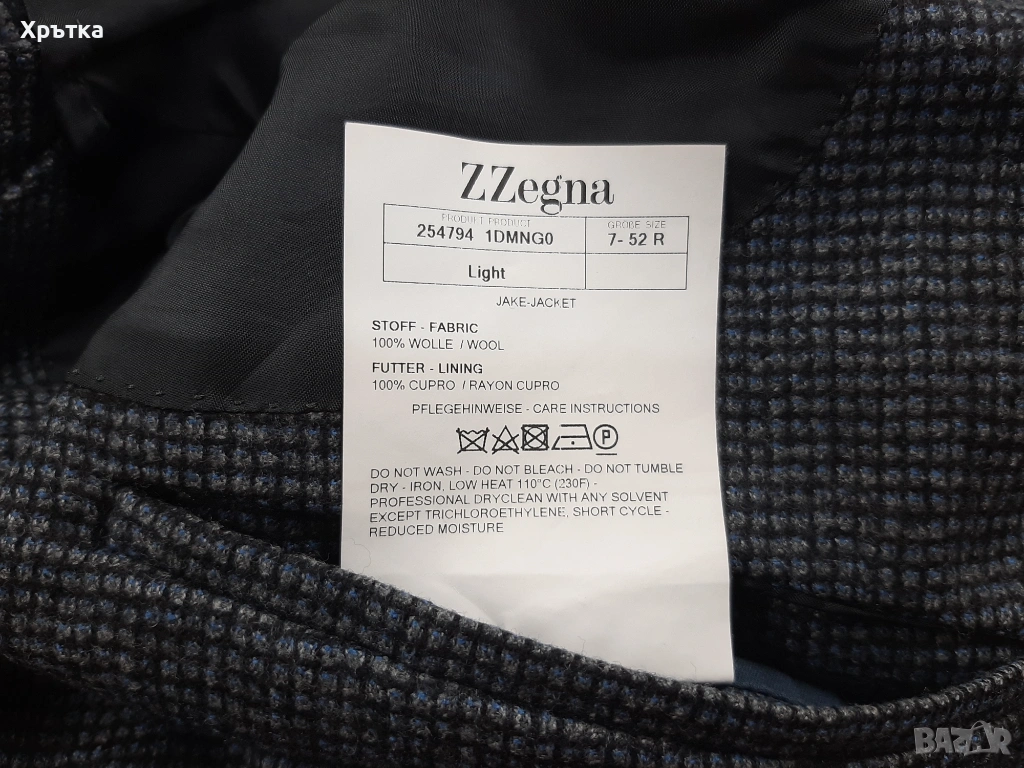 Хрътка
ZZegna
PRODUKT PRODUCT GRÖBE SIZE
254794 1DMNG0 7- 52 R
Light
JAKE-JACKET
STOFF - FABRIC
100% WOLLE / WOOL
FUTTER - LINING
100% CUPRO / RAYON CUPRO
PFLEGEHINWEISE - CARE INSTRUCTIONS
P
DO NOT WASH - DO NOT BLEACH - DO NOT TUMBLE
DRY - IRON, LOW HEAT 110°C (230F) -
PROFESSIONAL DRYCLEAN WITH ANY SOLVENT
EXCEPT TRICHLOROETHYLENE, SHORT CYCLE -
REDUCED MOISTURE
BAZAR